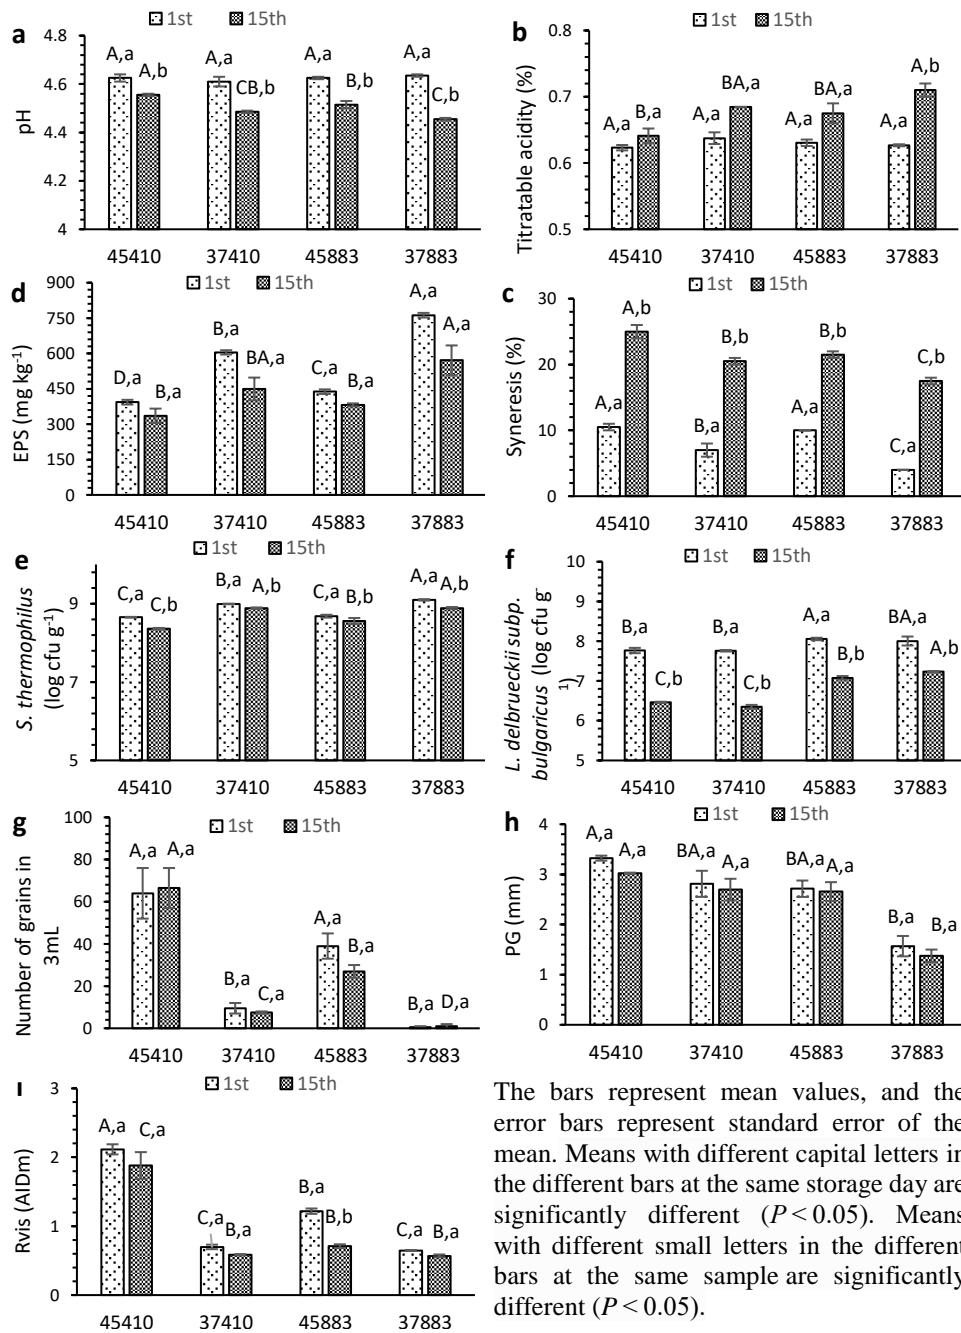 a
1st 15th
4.8
4.6
4.4
4.2
4
pH
A,a A,b A,a CB,b A,a B,b A,a C,b
45410 37410 45883 37883
b
1st 15th
0.8
0.7
0.6
0.5
Titratable acidity (%)
A,a B,a A,a BA,a A,a BA,a A,a A,b
45410 37410 45883 37883
d
1st 15th
900
750
600
450
300
150
0
EPS (mg kg-1)
D,a B,a B,a BA,a C,a B,a A,a A,a
45410 37410 45883 37883
c
1st 15th
30
20
10
0
Syneresis (%)
A,a A,b B,a B,b A,a B,b C,a C,b
45410 37410 45883 37883
e
1st 15th
9
7
5
S. thermophilus
(log cfu g-1)
C,a C,b B,a A,b C,a B,b A,a A,b
45410 37410 45883 37883
f
1st 15th
10
9
8
7
6
5
L. delbrueckii subp.
bulgaricus (log cfu g-
1)
B,a C,b B,a C,b A,a B,b BA,a A,b
45410 37410 45883 37883
g
1st 15th
100
80
60
40
20
0
Number of grains in
3mL
A,a A,a B,a C,a A,a B,a B,a D,a
45410 37410 45883 37883
h
1st 15th
4
3
2
1
0
PG (mm)
A,a A,a BA,a A,a BA,a A,a B,a B,a
45410 37410 45883 37883
1st 15th
3
2
1
0
Rvis (AIDm)
A,a C,a C,a B,a B,a B,b C,a B,a
45410 37410 45883 37883
The bars represent mean values, and the
error bars represent standard error of the
mean. Means with different capital letters in
the different bars at the same storage day are
significantly different (P < 0.05). Means
with different small letters in the different
bars at the same sample are significantly
different (P < 0.05).